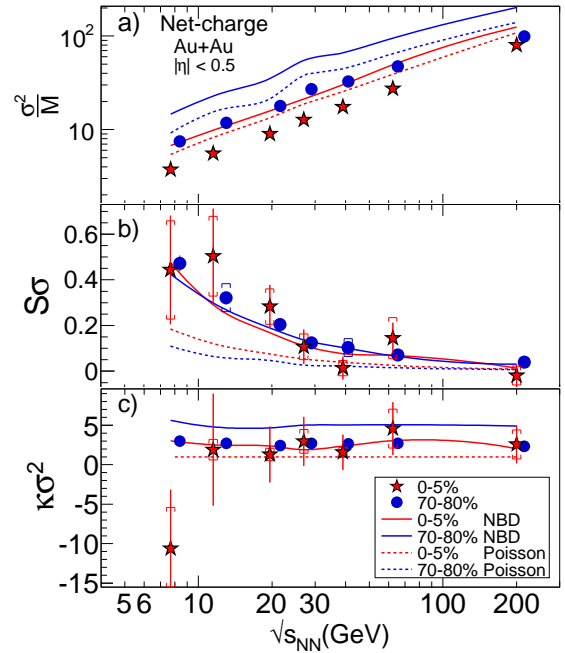 a) Net-charge
Au+Au
|η| < 0.5
10²
10
σ²/M
b)
0.6
0.4
0.2
0
Sσ
c)
5
0
-5
-10
-15
κσ²
0-5%
70-80%
0-5% NBD
70-80% NBD
0-5% Poisson
70-80% Poisson
5 6 10 20 30 100 200
√sNN(GeV)